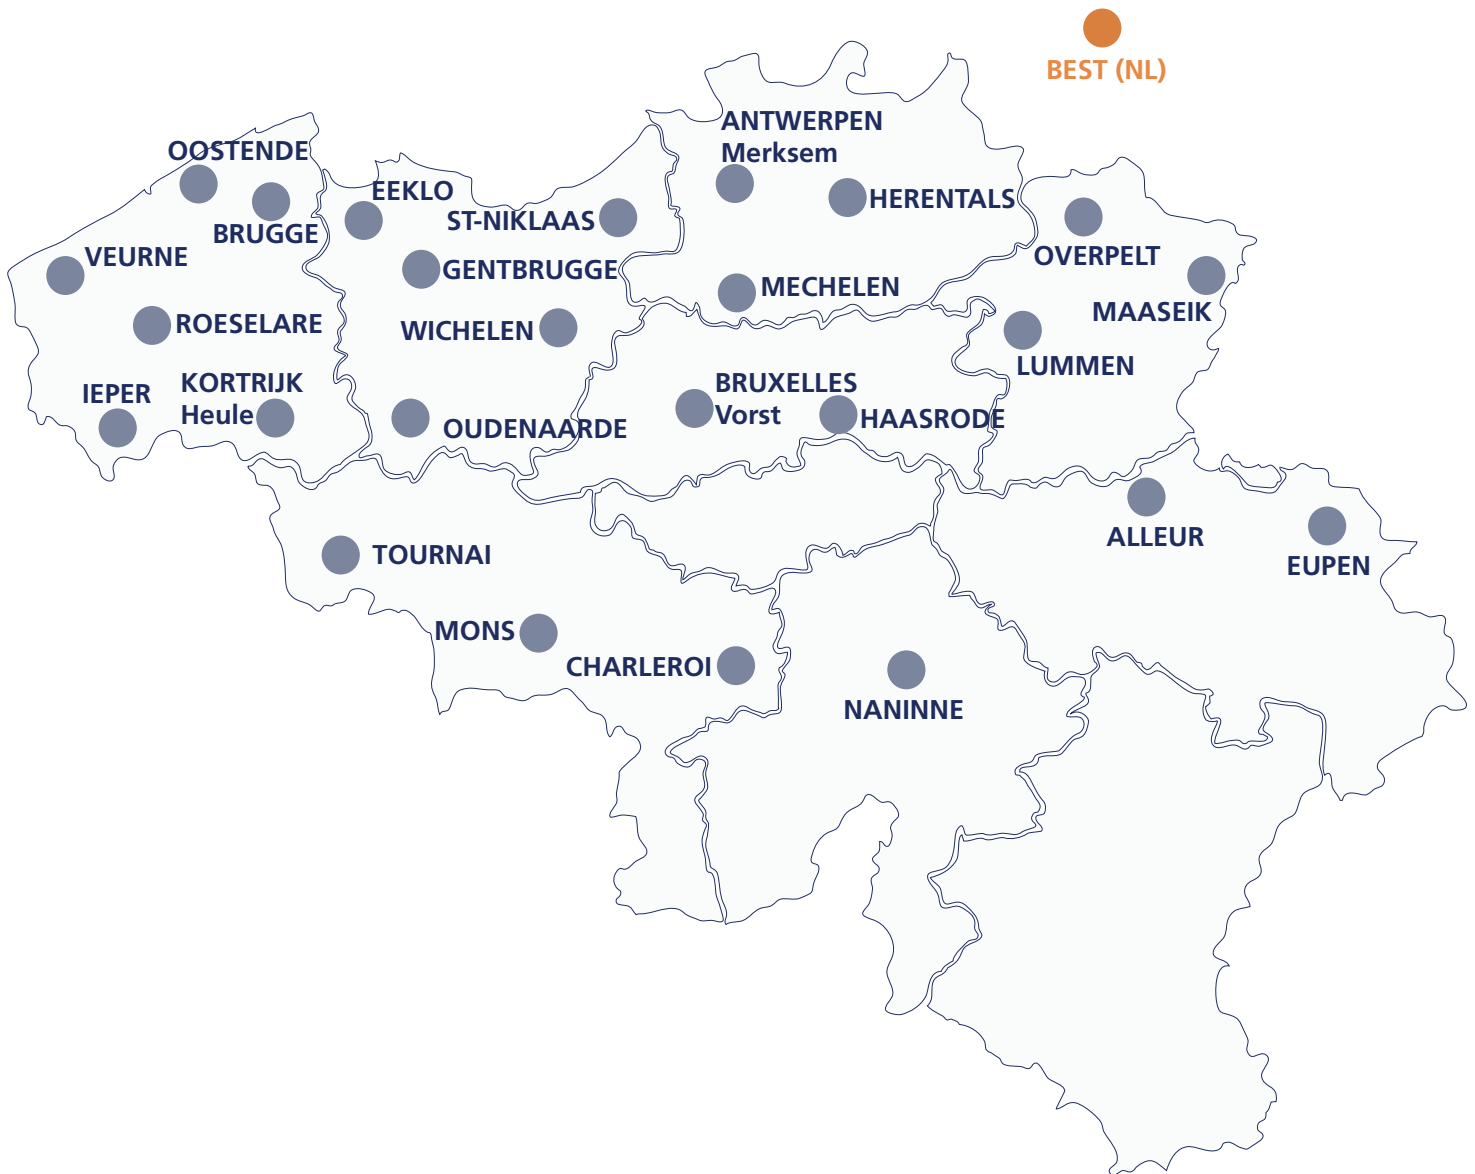 BEST (NL)
ANTWERPEN
Merksem
OOSTENDE
EEKLO
HERENTALS
ST-NIKLAAS
BRUGGE
VEURNE
OVERPELT
GENTBRUGGE
MECHELEN
MAASEIK
ROESELARE
WICHELEN
LUMMEN
IEPER
KORTRIJK
Heule
BRUXELLES
Vorst
HAASRODE
OUDENAARDE
ALLEUR
TOURNAI
EUPEN
MONS
CHARLEROI
NANINNE